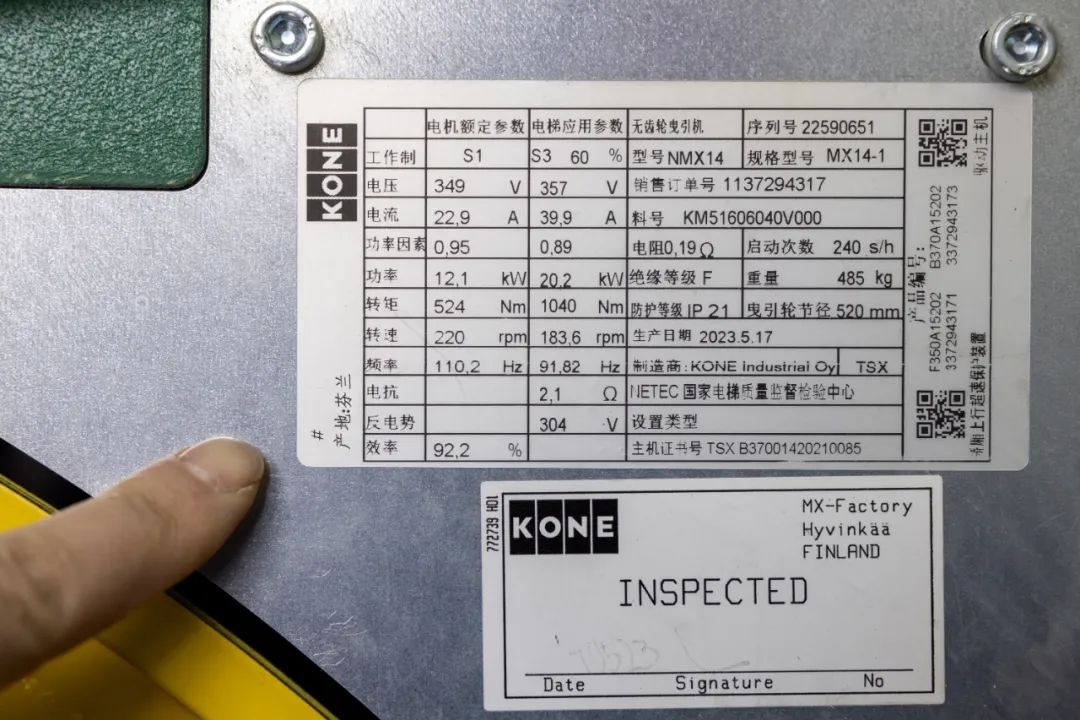 KONE
电机额定参数 电梯应用参数 无齿轮曳引机 序列号 22590651
工作制 S1 S3 60 % 型号 NMX14 规格型号 MX14-1
电压 349 V 357 V 销售订单号 1137294317
电流 22,9 A 39,9 A 料号 KM51606040V000
功率因素 0,95 0,89 电阻 0,19 Ω 启动次数 240 s/h
功率 12,1 kW 20,2 kW 绝缘等级 F 重量 485 kg
转矩 524 Nm 1040 Nm 防护等级 IP 21 曳引轮节径 520 mm
转速 220 rpm 183,6 rpm 生产日期 2023.5.17
频率 110,2 Hz 91,82 Hz 制造商:KONE Industrial Oy TSX
电抗 2,1 Ω NETEC 国家电梯质量监督检验中心
反电势 304 V 设置类型
效率 92,2 % 主机证书号 TSX B37001420210085
#
产地:芬兰
产品编号:
驱动主机
B370A15202
3372943173
F350A15202
3372943171
轿厢上行超速保护装置
772739 H01
KONE
MX-Factory
Hyvinkää
FINLAND
INSPECTED
Date Signature No